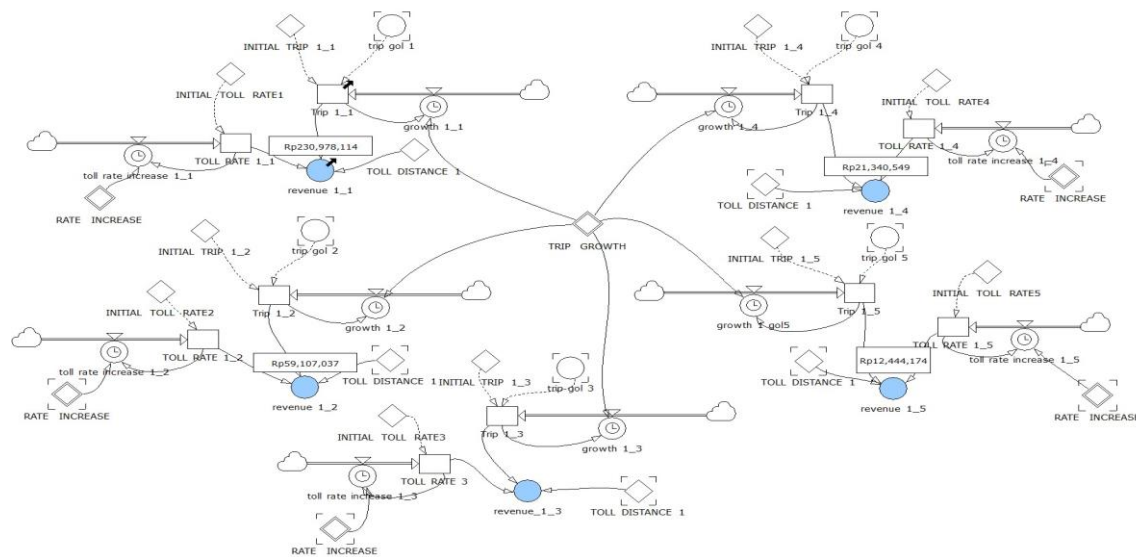 INITIAL TRIP 1_1
trip gol 1
INITIAL TOLL RATE1
Trip 1_1
growth 1_1
Rp230,978,114
TOLL RATE 1_1
toll rate increase 1_1
TOLL DISTANCE 1
revenue 1_1
RATE INCREASE
INITIAL TRIP 1_4
trip gol 4
INITIAL TOLL RATE4
Trip 1_4
growth 1_4
TOLL RATE 1_4
toll rate increase 1_4
Rp21,340,549
TOLL DISTANCE 1
revenue 1_4
RATE INCREASE
TRIP GROWTH
INITIAL TRIP 1_2
trip gol 2
INITIAL TOLL RATE2
Trip 1_2
growth 1_2
TOLL RATE 1_2
toll rate increase 1_2
Rp59,107,037
TOLL DISTANCE 1
revenue 1_2
RATE INCREASE
INITIAL TRIP 1_5
trip gol 5
INITIAL TOLL RATE5
Trip 1_5
growth 1 gol5
TOLL RATE 1_5
toll rate increase 1_5
Rp12,444,174
TOLL DISTANCE 1
revenue 1_5
RATE INCREASE
INITIAL TRIP 1_3
trip gol 3
INITIAL TOLL RATE3
Trip 1_3
growth 1_3
TOLL RATE 3
toll rate increase 1_3
revenue_1_3
TOLL DISTANCE 1
RATE INCREASE